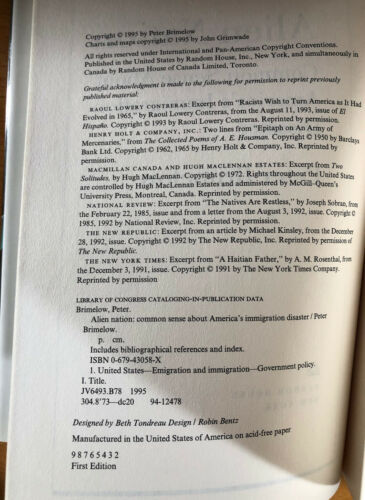 Copyright © 1995 by Peter Brimelow
Charts and maps copyright © 1995 by John Grimwade
All rights reserved under International and Pan-American Copyright Conventions.
Published in the United States by Random House, Inc., New York, and simultaneously in
Canada by Random House of Canada Limited, Toronto.
Grateful acknowledgment is made to the following for permission to reprint previously
published material:
RAOUL LOWERY CONTRERAS: Excerpt from "Racists Wish to Turn America as It Had
Evolved in 1965," by Raoul Lowery Contreras, from the August 11, 1993, issue of El
Hispano. Copyright © 1993 by Raoul Lowery Contreras. Reprinted by permission.
HENRY HOLT & COMPANY, INC.: Two lines from "Epitaph on An Army of
Mercenaries," from The Collected Poems of A. E. Houseman. Copyright © 1950 by Barclays
Bank Ltd. Copyright © 1962, 1965 by Henry Holt & Company, Inc. Reprinted by
permission.
MACMILLAN CANADA AND HUGH MACLENNAN ESTATES: Excerpt from Two
Solitudes, by Hugh MacLennan. Copyright © 1972. Rights throughout the United States
are controlled by Hugh MacLennan Estates and administered by McGill–Queen's
University Press, Montreal, Canada. Reprinted by permission.
NATIONAL REVIEW: Excerpt from "The Natives Are Restless," by Joseph Sobran, from
the February 22, 1985, issue and from a letter from the August 3, 1992, issue. Copyright ©
1985, 1992 by National Review, Inc. Reprinted by permission.
THE NEW REPUBLIC: Excerpt from an article by Michael Kinsley, from the December
28, 1992, issue. Copyright © 1992 by The New Republic, Inc. Reprinted by permission of
The New Republic.
THE NEW YORK TIMES: Excerpt from "A Haitian Father," by A. M. Rosenthal, from
the December 3, 1991, issue. Copyright © 1991 by The New York Times Company.
Reprinted by permission
LIBRARY OF CONGRESS CATALOGING-IN-PUBLICATION DATA
Brimelow, Peter.
Alien nation: common sense about America's immigration disaster / Peter
Brimelow.
p. cm.
Includes bibliographical references and index.
ISBN 0-679-43058-X
1. United States—Emigration and immigration—Government policy.
I. Title.
JV6493.B78 1995
304.8'73—dc20 94-12478
Designed by Beth Tondreau Design / Robin Bentz
Manufactured in the United States of America on acid-free paper
9 8 7 6 5 4 3 2
First Edition